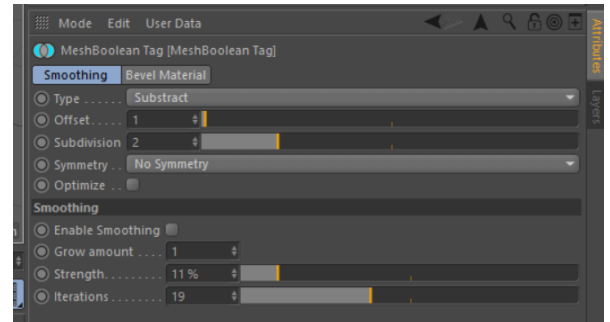 Mode Edit User Data
MeshBoolean Tag [MeshBoolean Tag]
Smoothing Bevel Material
Type . . . . . . Substract
Offset. . . . . 1
Subdivision 2
Symmetry . . No Symmetry
Optimize . .
Smoothing
Enable Smoothing
Grow amount . . . . 1
Strength. . . . . . . . . 11 %
Iterations . . . . . . . . 19
Attributes
Layers